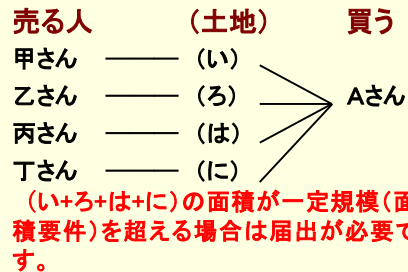 売る人 （土地） 買う
甲さん （い）
乙さん （ろ） Aさん
丙さん （は）
丁さん （に）
（い+ろ+は+に）の面積が一定規模（面
積要件）を超える場合は届出が必要で
す。